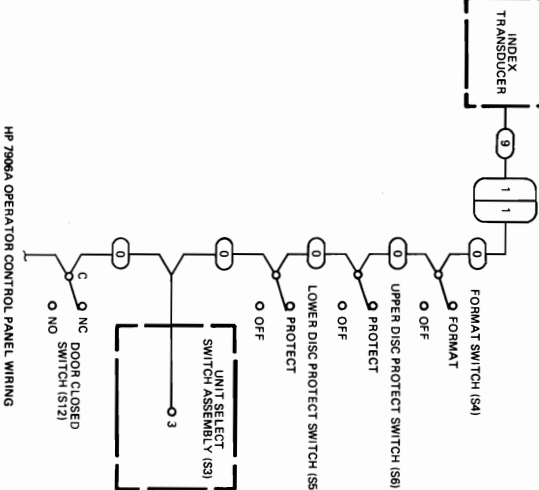 INDEX
TRANSDUCER
9
1 1
0
FORMAT SWITCH (S4)
FORMAT
OFF
0
UPPER DISC PROTECT SWITCH (S6)
PROTECT
OFF
0
LOWER DISC PROTECT SWITCH (S5
PROTECT
OFF
0
UNIT SELECT
SWITCH ASSEMBLY (S3)
3
0
C
NC
NO
DOOR CLOSED
SWITCH (S12)
HP 7906A OPERATOR CONTROL PANEL WIRING